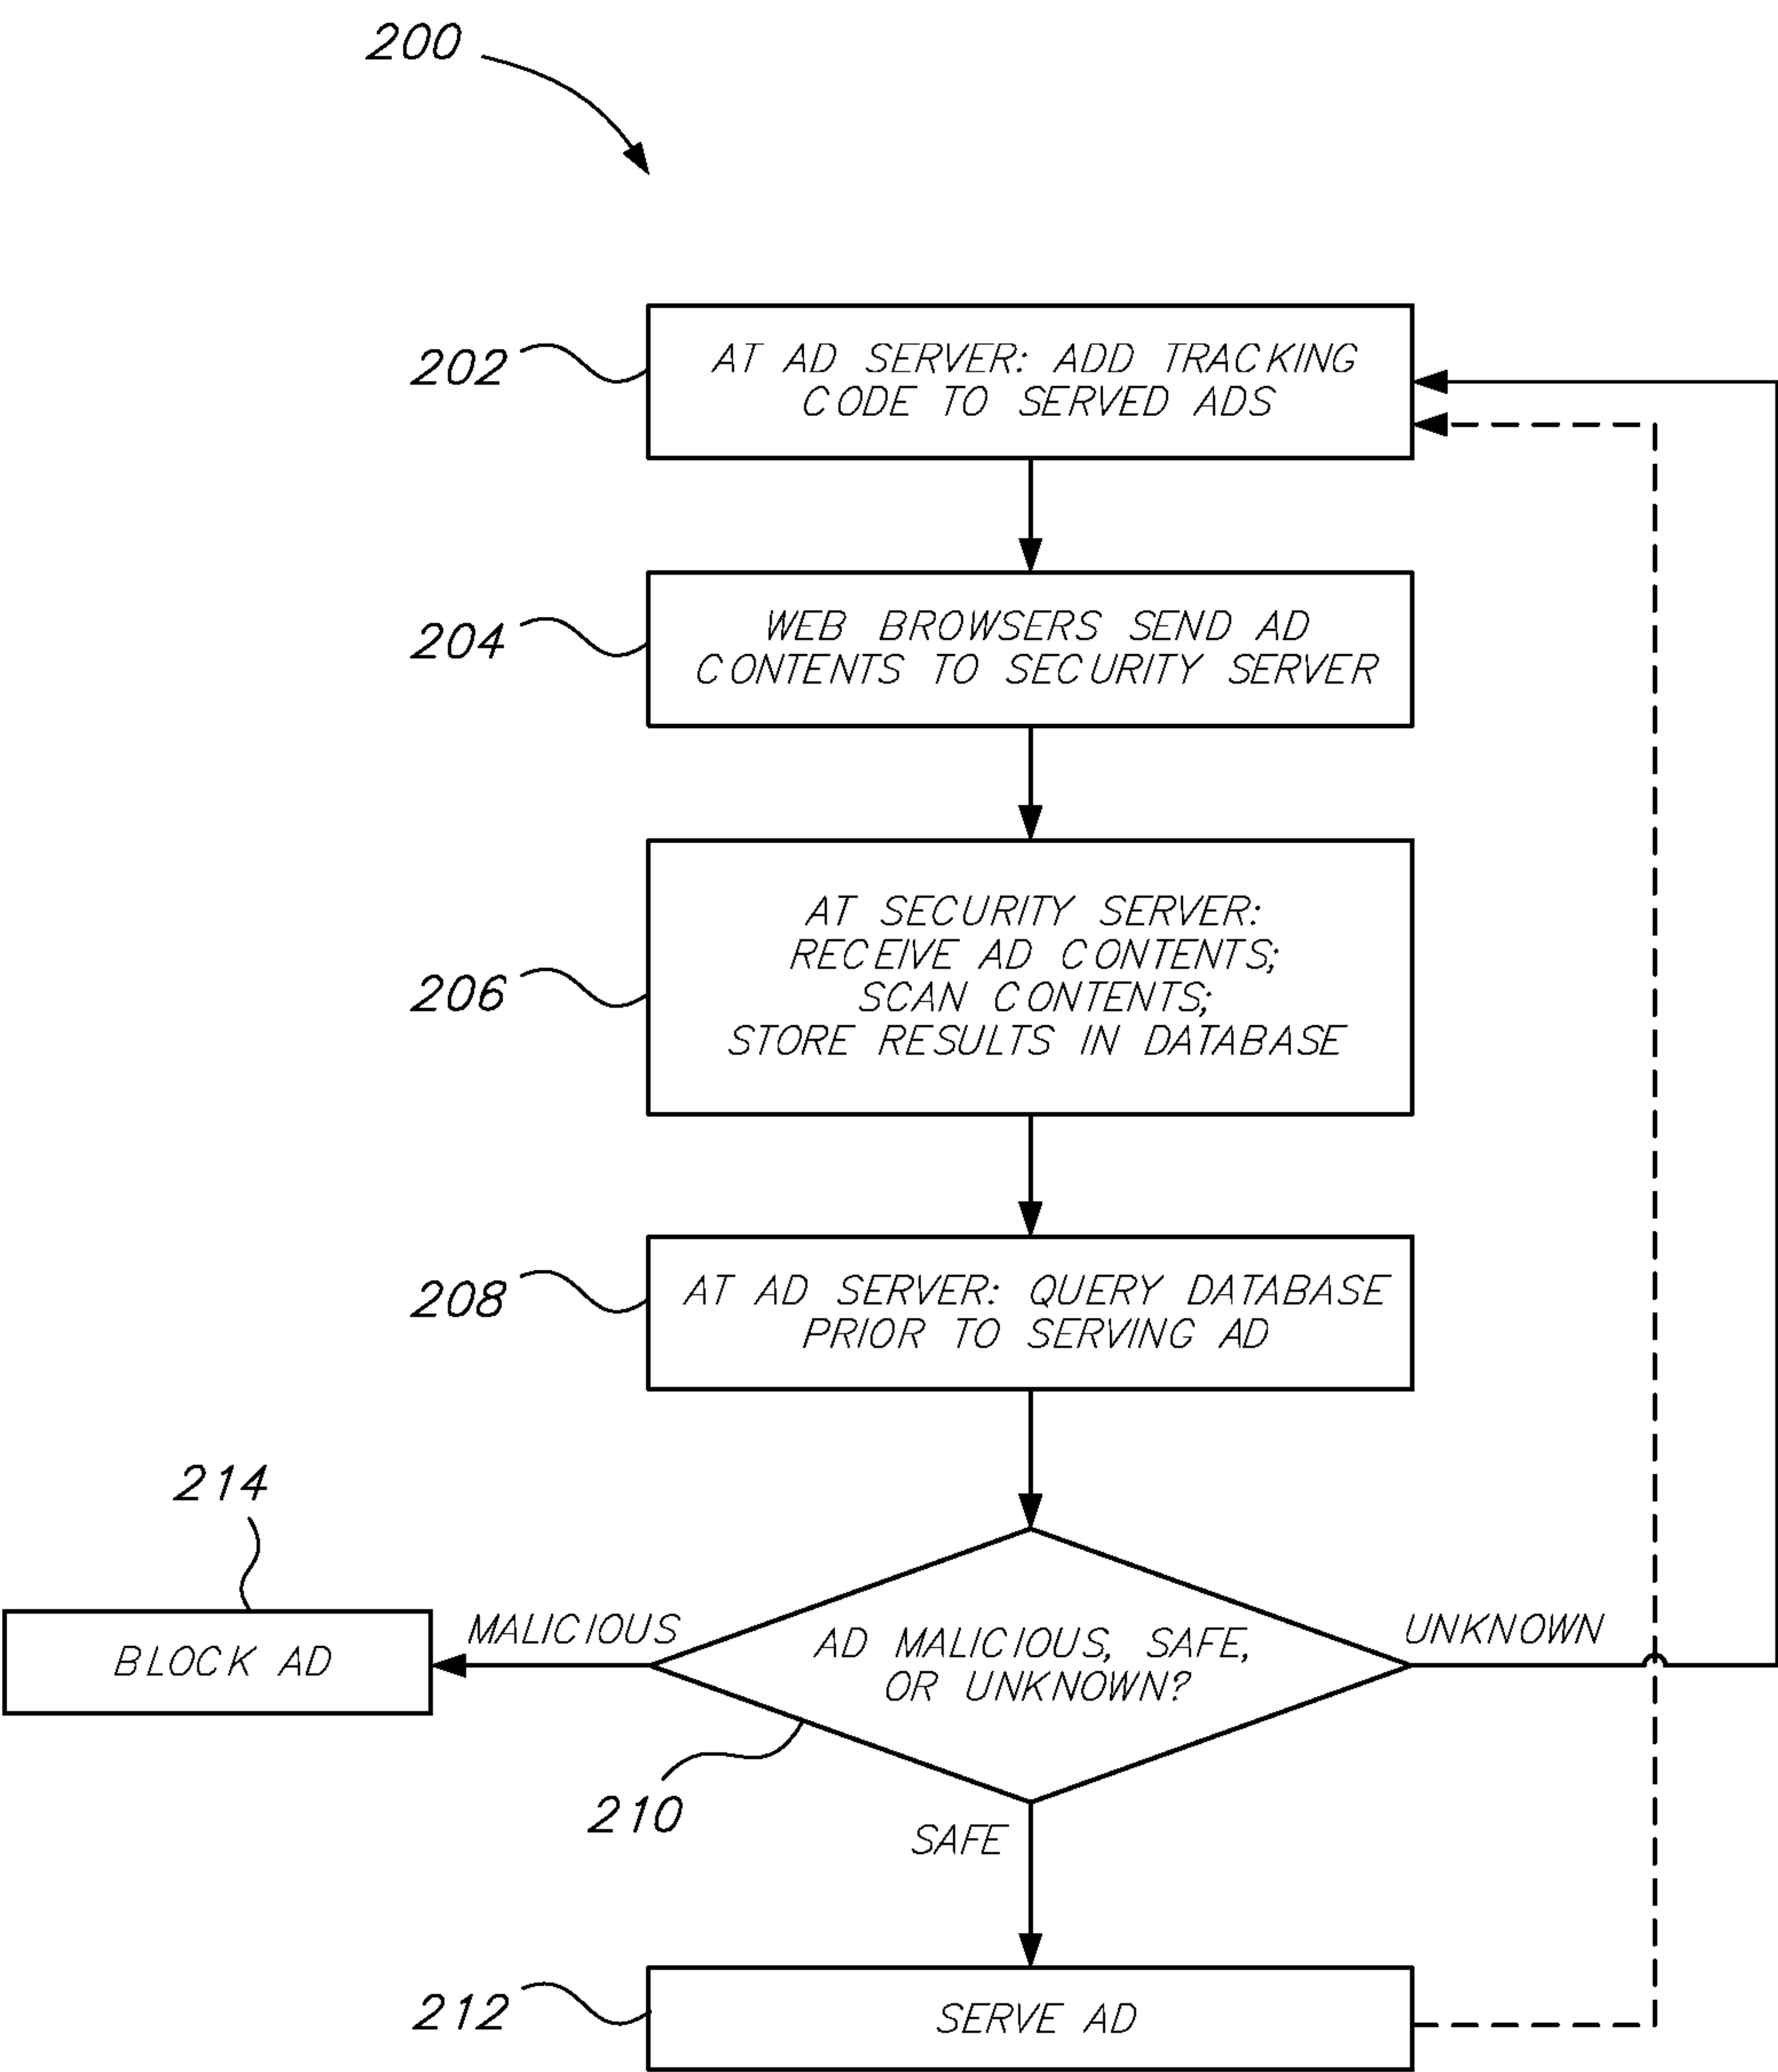 200
202
AT AD SERVER: ADD TRACKING
CODE TO SERVED ADS
204
WEB BROWSERS SEND AD
CONTENTS TO SECURITY SERVER
206
AT SECURITY SERVER:
RECEIVE AD CONTENTS;
SCAN CONTENTS;
STORE RESULTS IN DATABASE
208
AT AD SERVER: QUERY DATABASE
PRIOR TO SERVING AD
214
BLOCK AD
MALICIOUS
AD MALICIOUS, SAFE,
OR UNKNOWN?
UNKNOWN
210
SAFE
212
SERVE AD